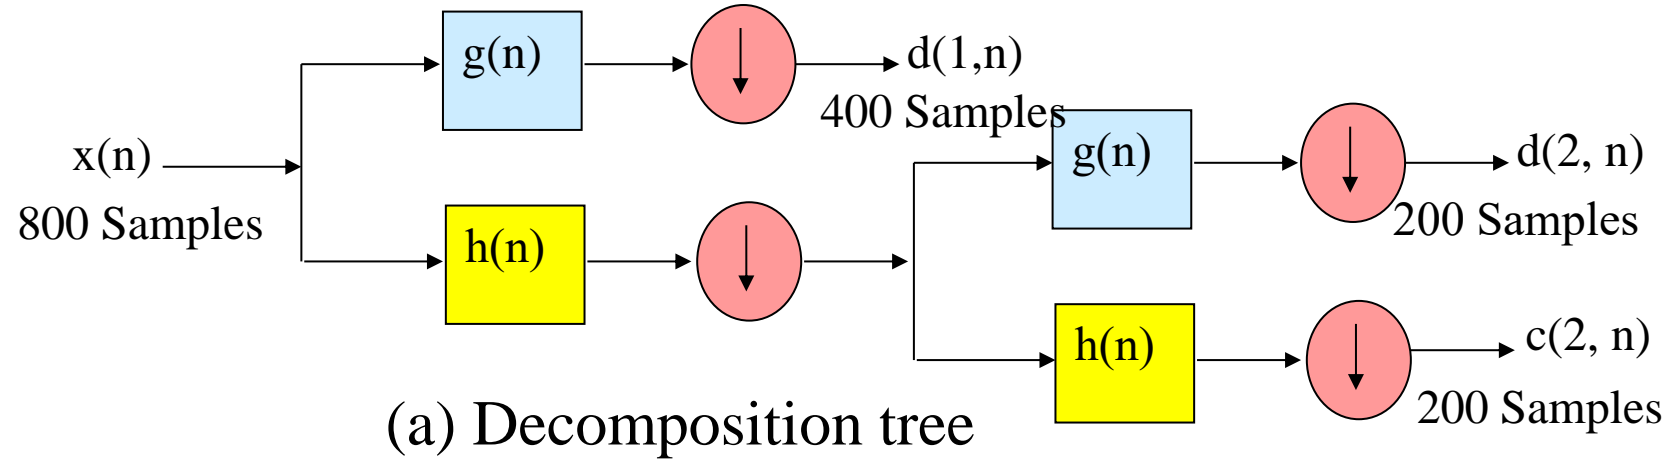 g(n)
d(1,n)
400 Samples
x(n)
800 Samples
g(n)
d(2, n)
200 Samples
h(n)
h(n)
c(2, n)
200 Samples
(a) Decomposition tree